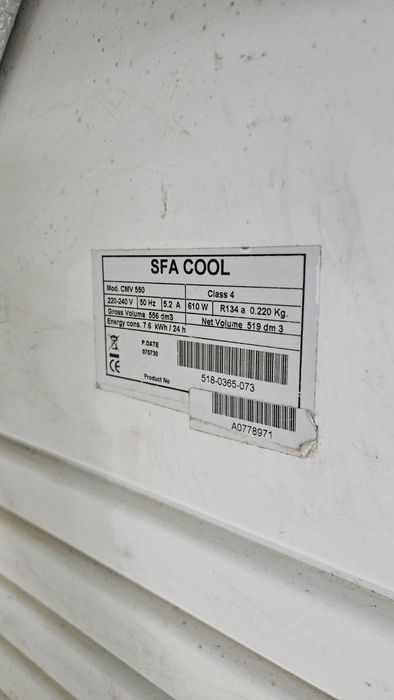 SFA COOL
Mod. CMV 550
Class 4
220-240 V 50 Hz 5.2 A 610 W R134 a 0.220 Kg.
Gross Volume 556 dm3
Net Volume 519 dm 3
Energy cons. 7.6 kWh / 24 h
P.DATE
070730
CE
Product No 518-0365-073
A0778971